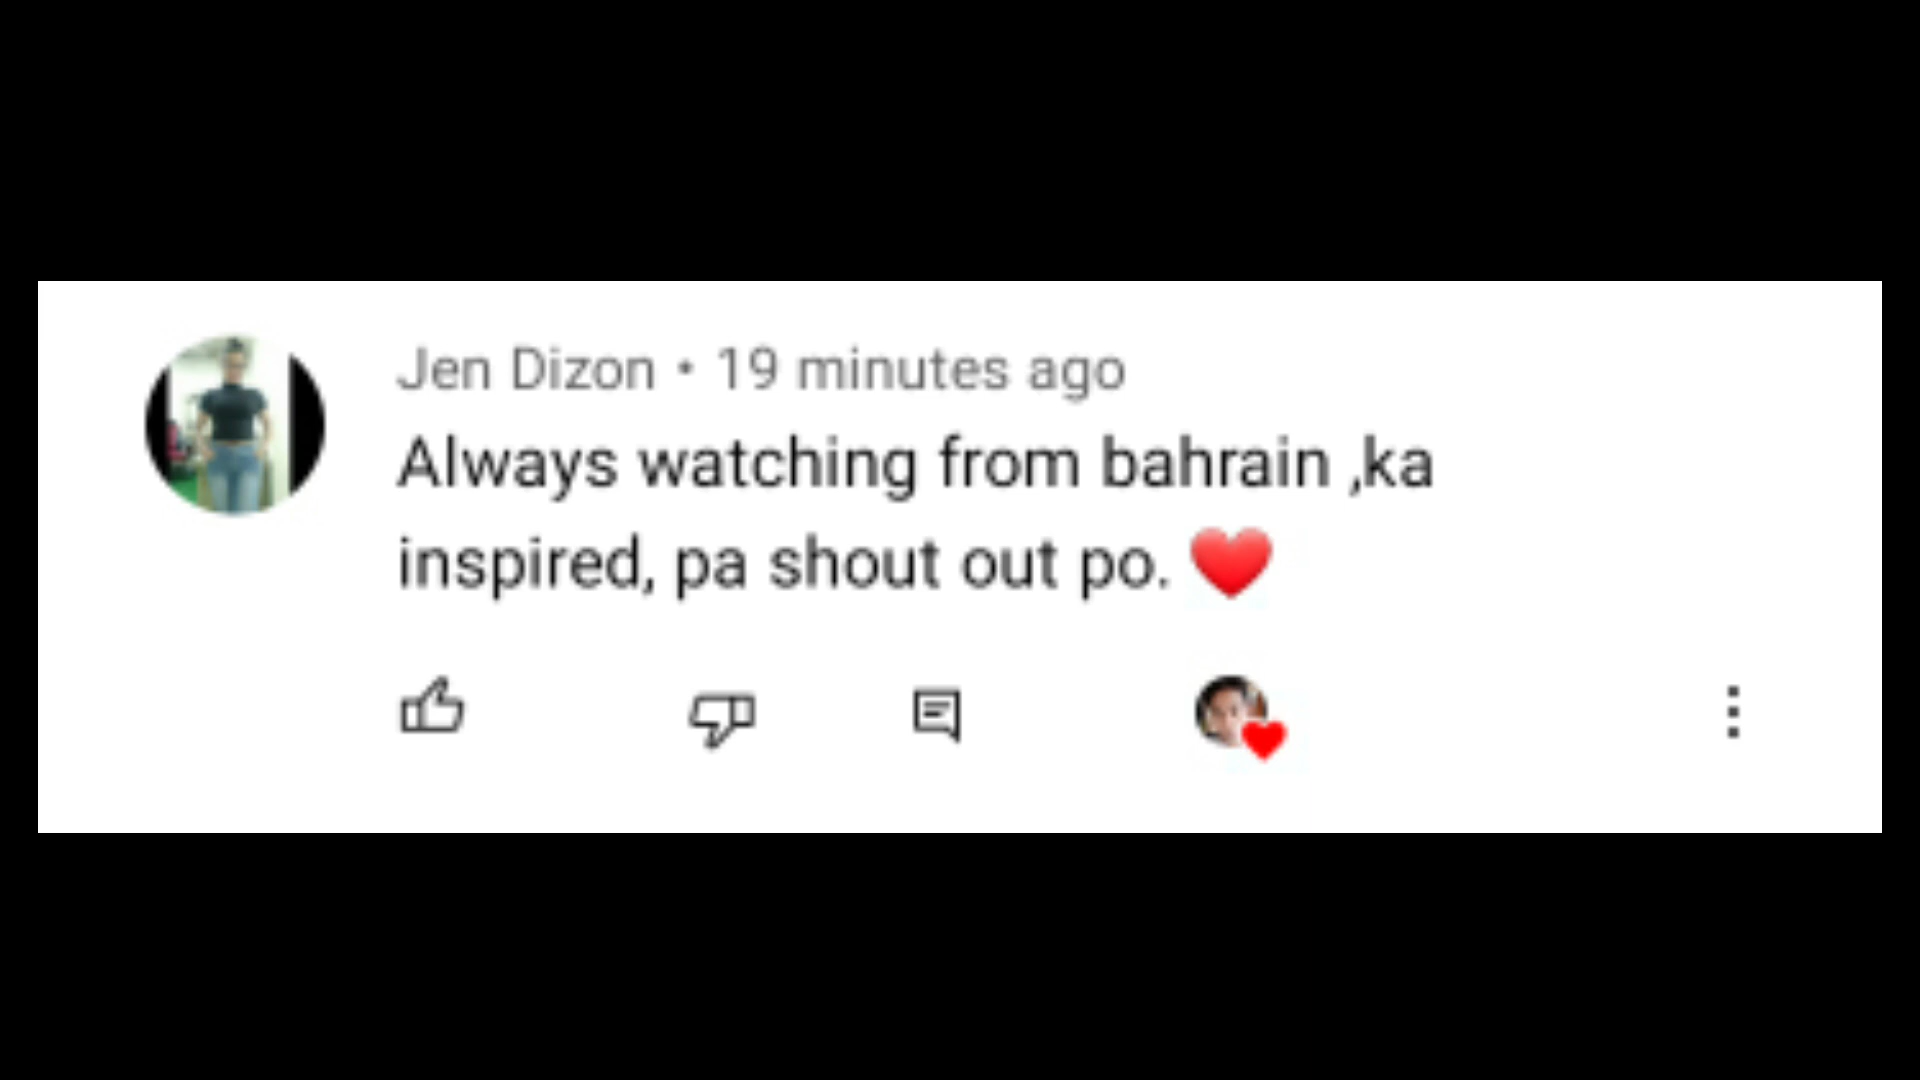 Jen Dizon • 19 minutes ago
Always watching from bahrain ,ka
inspired, pa shout out po. ❤️